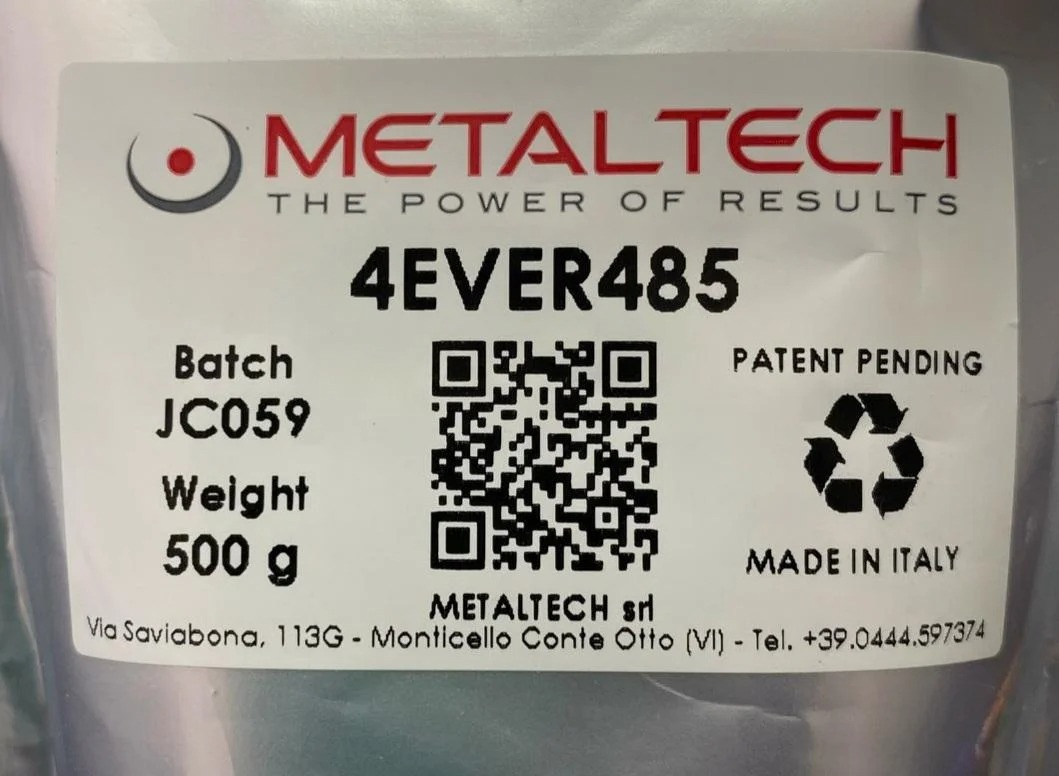 METALTECH
THE POWER OF RESULTS
4EVER485
Batch
JC059
Weight
500 g
PATENT PENDING
MADE IN ITALY
METALTECH srl
Via Saviabona, 113G - Monticello Conte Otto (VI) - Tel. +39.0444.597374